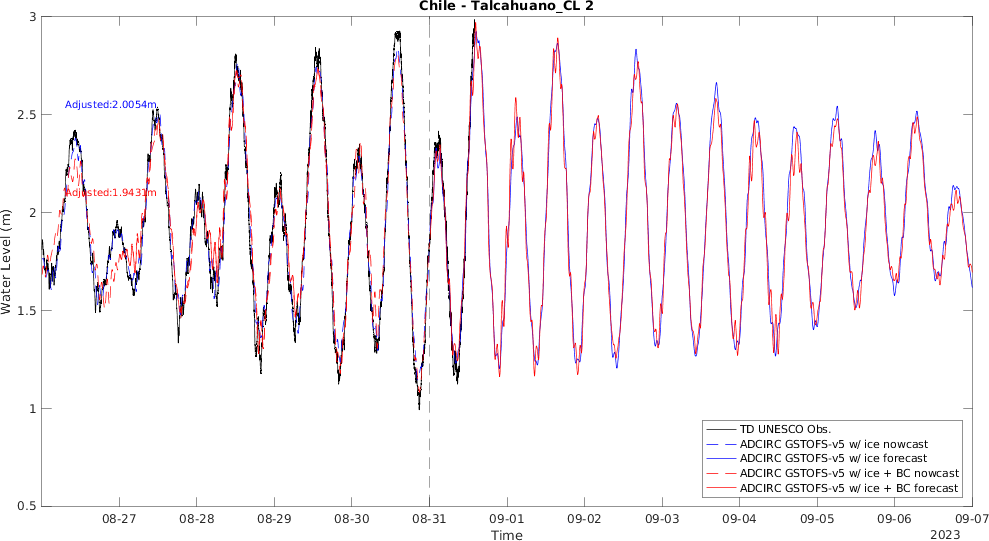 Chile - Talcahuano_CL 2
Water Level (m)
3
2.5
2
1.5
1
0.5
Adjusted:2.0054m
Adjusted:1.9431m
TD UNESCO Obs.
ADCIRC GSTOFS-v5 w/ ice nowcast
ADCIRC GSTOFS-v5 w/ ice forecast
ADCIRC GSTOFS-v5 w/ ice + BC nowcast
ADCIRC GSTOFS-v5 w/ ice + BC forecast
08-27 08-28 08-29 08-30 08-31 09-01 09-02 09-03 09-04 09-05 09-06 09-07
Time
2023